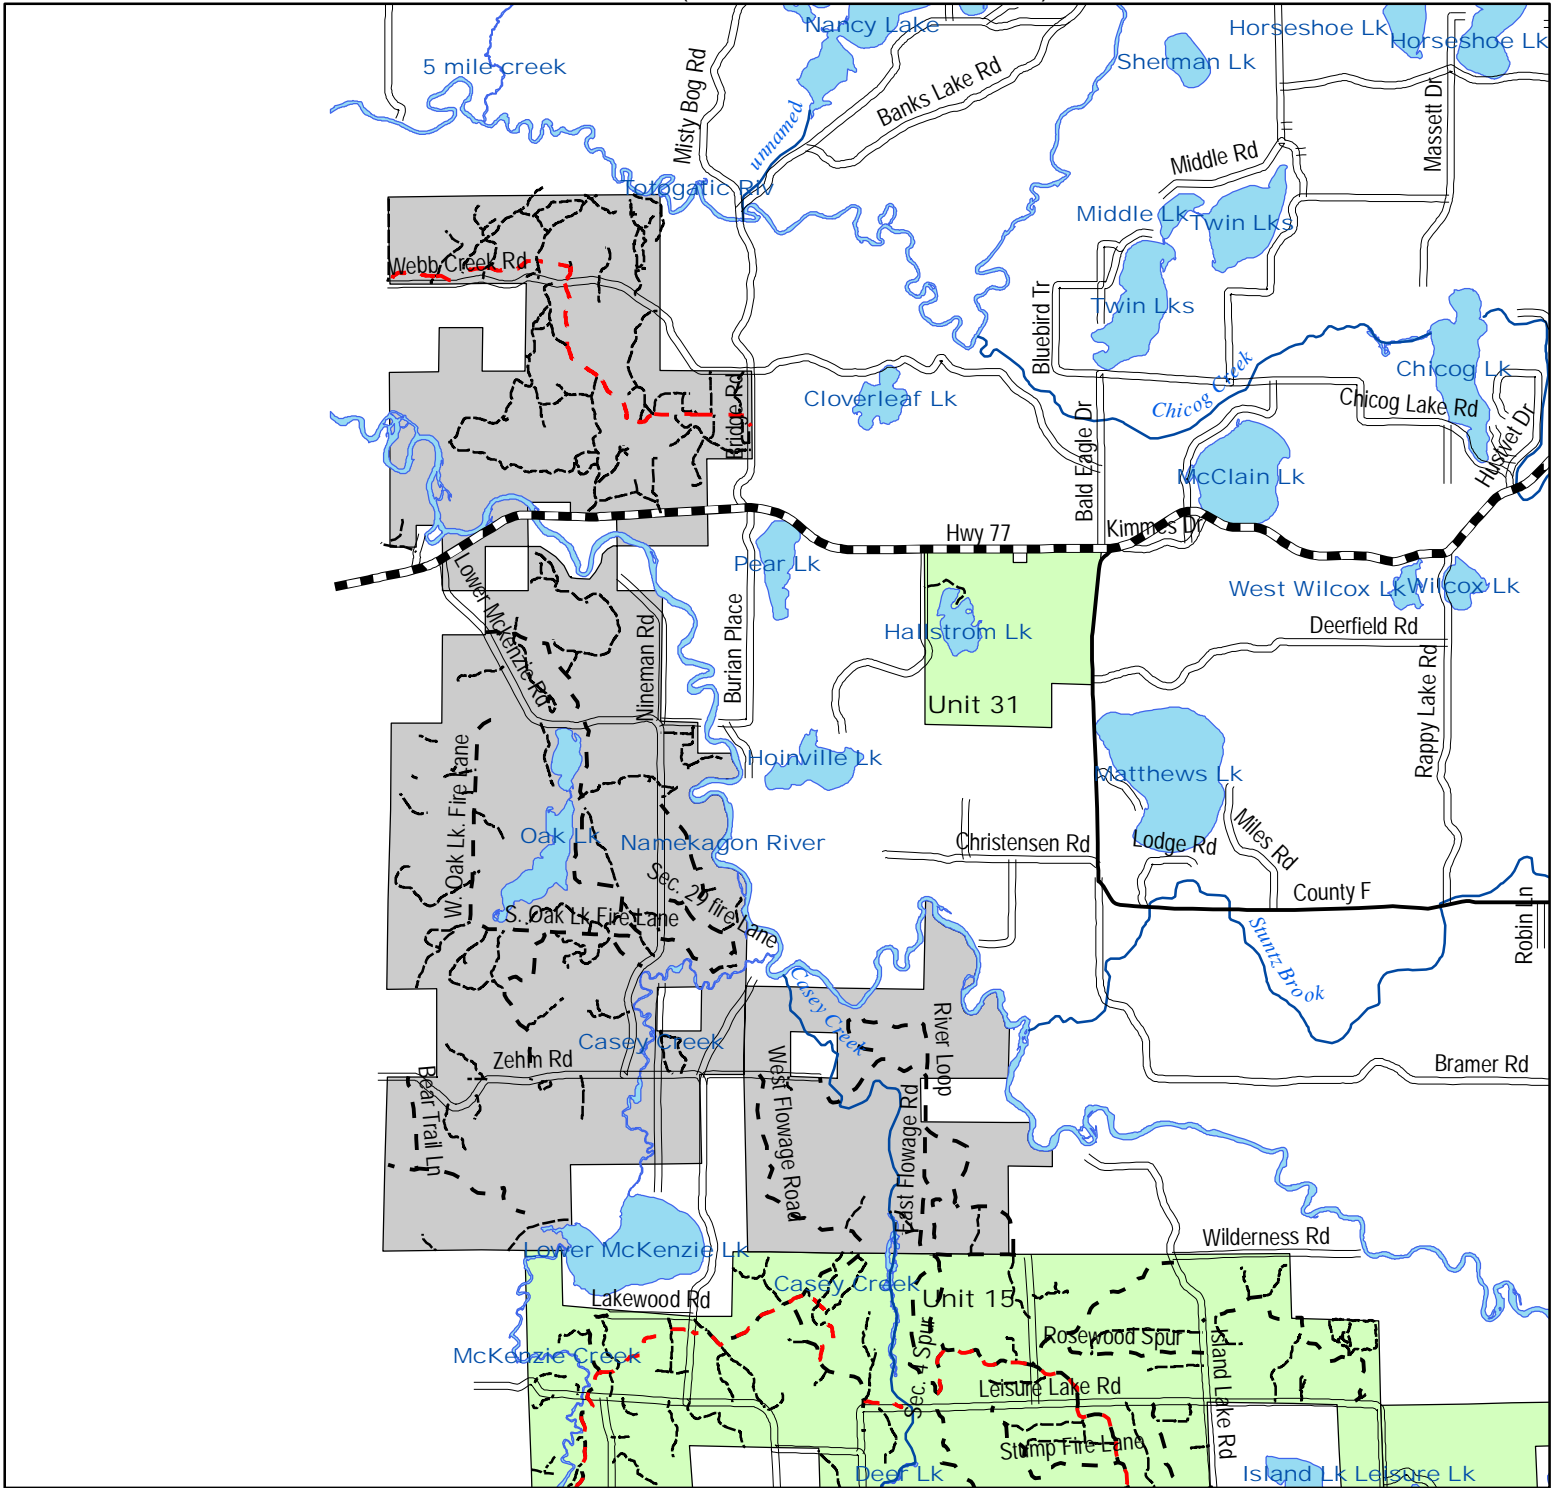 Nancy Lake
Horseshoe Lk
Horseshoe Lk
5 mile creek
Misty Bog Rd
Sherman Lk
Banks Lake Rd
Massett Dr
unnamed
Middle Rd
Totogatic Riv
Middle Lk
Twin Lks
Webb Creek Rd
Twin Lks
Bluebird Tr
Chicog Lk
Chicog Creek
Cloverleaf Lk
Chicog Lake Rd
Bridge Rd
Huswet Dr
Bald Eagle Dr
McClain Lk
Kimmes Dr
Hwy 77
Pear Lk
Lower McKenzie Rd
West Wilcox Lk
Wilcox Lk
Hallstrom Lk
Deerfield Rd
Nineman Rd
Burian Place
Rappy Lake Rd
Unit 31
Hoinville Lk
Matthews Lk
W. Oak Lk. Fire Lane
Oak Lk
Namekagon River
Christensen Rd
Lodge Rd
Miles Rd
Sec. 29 fire Lane
County F
S. Oak Lk Fire Lane
Robin Ln
Stuntz Brook
Casey Creek
River Loop
Casey Creek
Zehm Rd
Bramer Rd
Bear Trail Ln
West Flowage Road
East Flowage Rd
Wilderness Rd
Lower McKenzie Lk
Casey Creek
Unit 15
Lakewood Rd
Rosewood Spur
Island Lake Rd
McKenzie Creek
Sec. 4 Spur
Leisure Lake Rd
Stump Fire Lane
Deer Lk
Island Lk
Leisure Lk